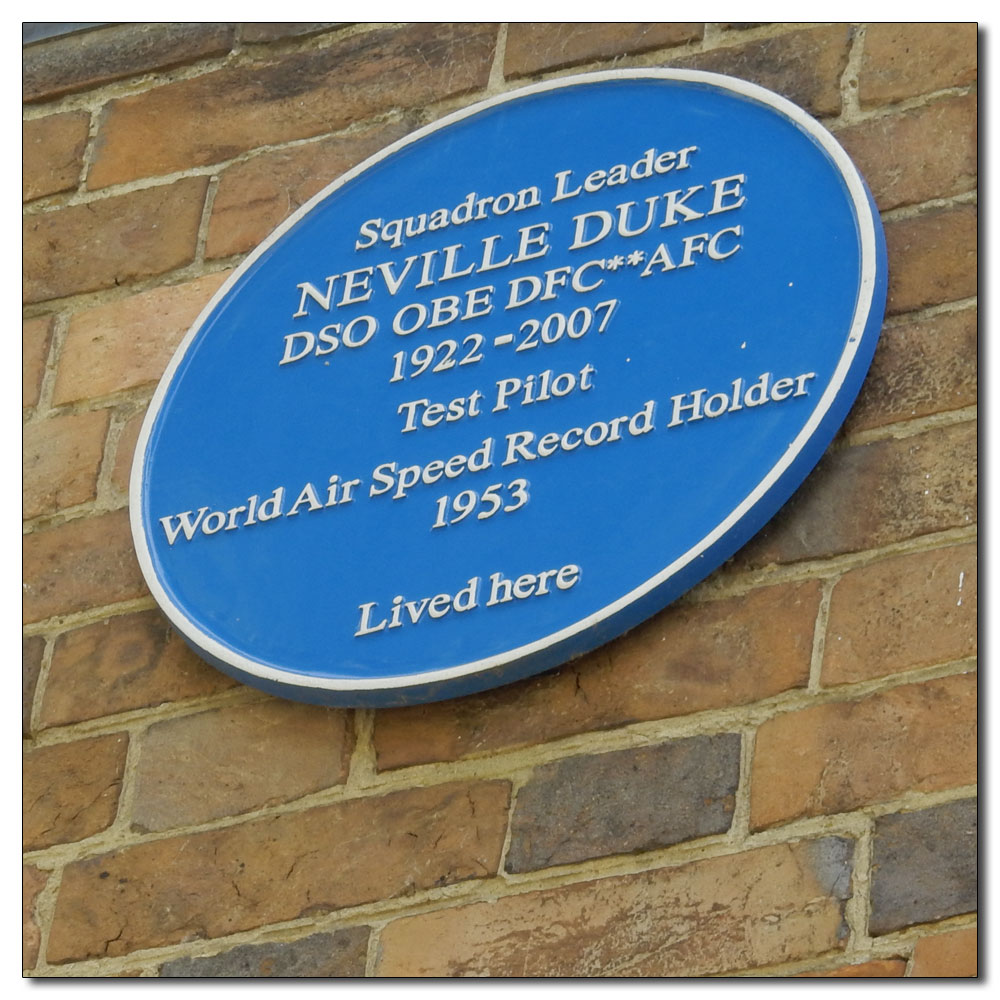 Squadron Leader
NEVILLE DUKE
DSO OBE DFC**AFC
1922-2007
Test Pilot
World Air Speed Record Holder
1953
Lived here